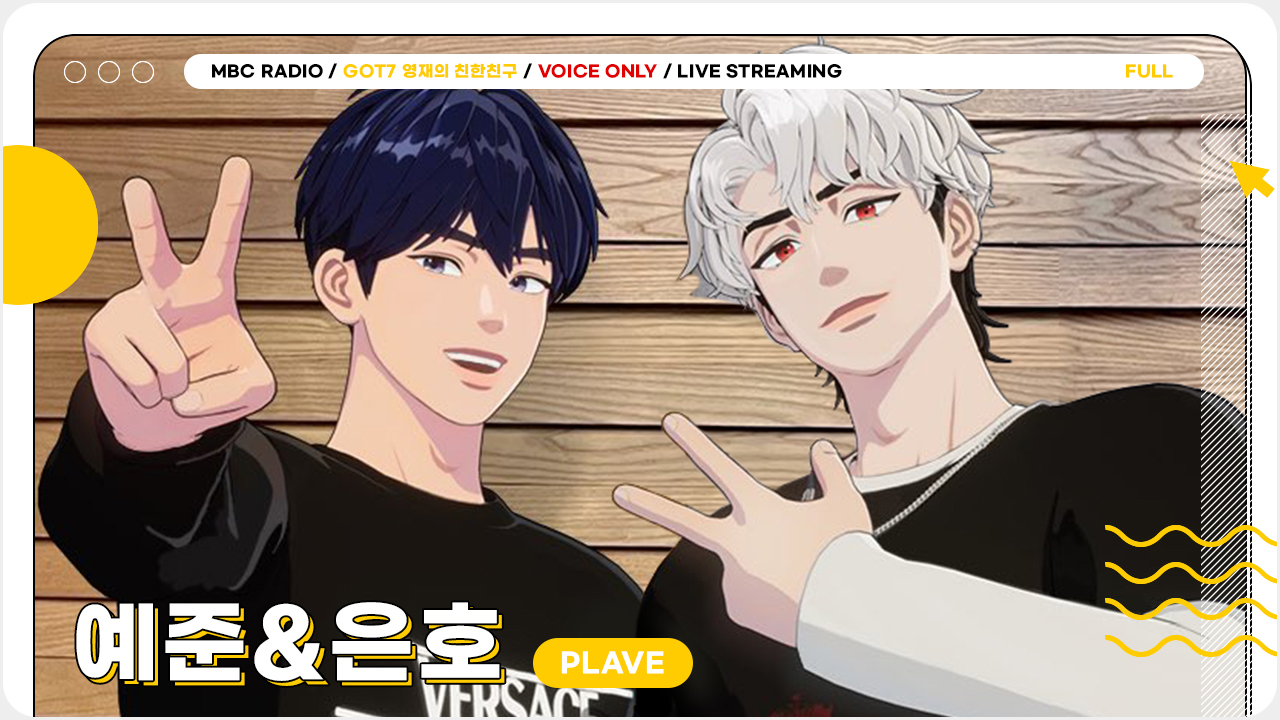 MBC RADIO / GOT7 영재의 친한친구 / VOICE ONLY / LIVE STREAMING
FULL
예준&은호
PLAVE
VERSACE